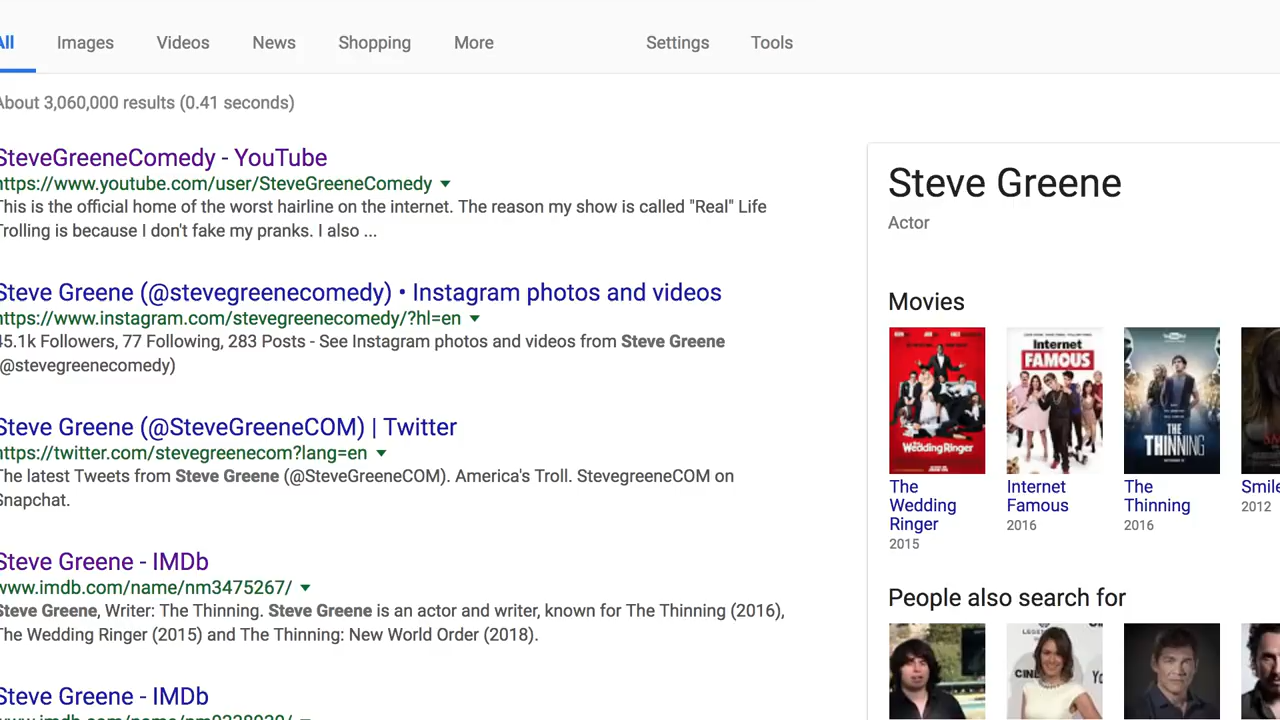 All Images Videos News Shopping More Settings Tools
About 3,060,000 results (0.41 seconds)
SteveGreeneComedy - YouTube
https://www.youtube.com/user/SteveGreeneComedy
This is the official home of the worst hairline on the internet. The reason my show is called "Real" Life
Trolling is because I don't fake my pranks. I also ...
Steve Greene (@stevegreenecomedy) • Instagram photos and videos
https://www.instagram.com/stevegreenecomedy/?hl=en
45.1k Followers, 77 Following, 283 Posts - See Instagram photos and videos from Steve Greene
(@stevegreenecomedy)
Steve Greene (@SteveGreeneCOM) | Twitter
https://twitter.com/stevegreenecom?lang=en
The latest Tweets from Steve Greene (@SteveGreeneCOM). America's Troll. StevegreeneCOM on
Snapchat.
Steve Greene - IMDb
www.imdb.com/name/nm3475267/
Steve Greene, Writer: The Thinning. Steve Greene is an actor and writer, known for The Thinning (2016),
The Wedding Ringer (2015) and The Thinning: New World Order (2018).
Steve Greene - IMDb
Steve Greene
Actor
Movies
The Wedding Ringer
Internet
FAMOUS
THE
THINNING
The
Wedding
Ringer
2015
Internet
Famous
2016
The
Thinning
2016
Smile
2012
People also search for